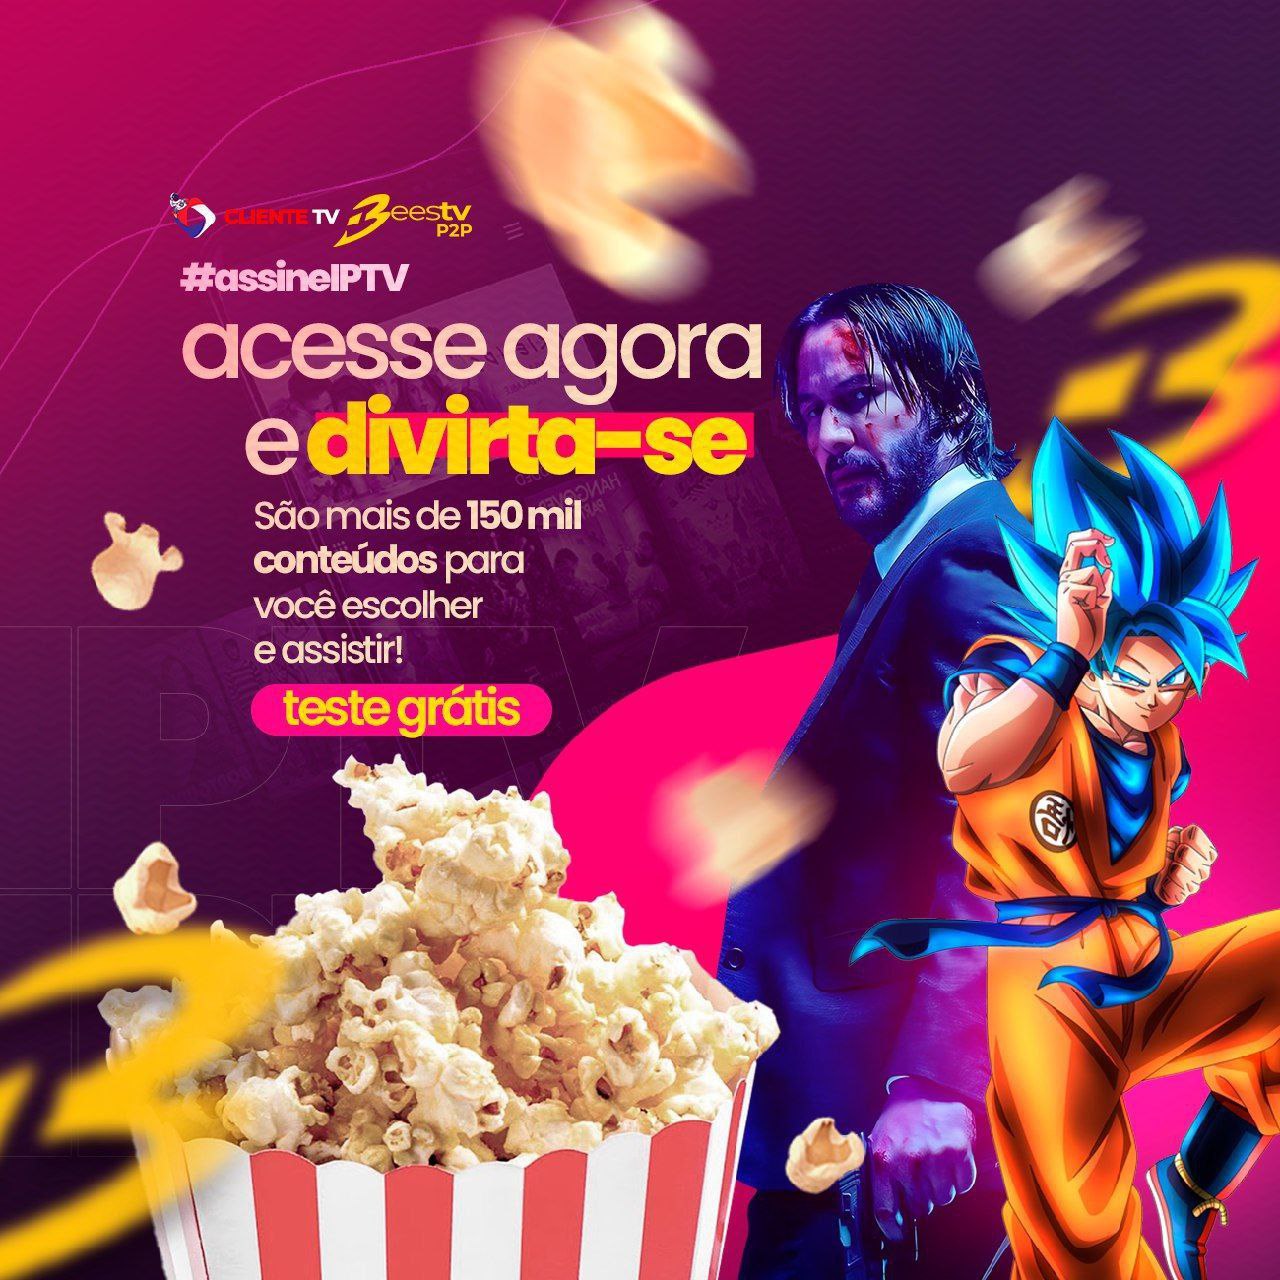 CLIENTE TV Beestv P2P
#assineIPTV
acesse agora
e divirta-se
São mais de 150 mil
conteúdos para
você escolher
e assistir!
teste grátis
IPTV